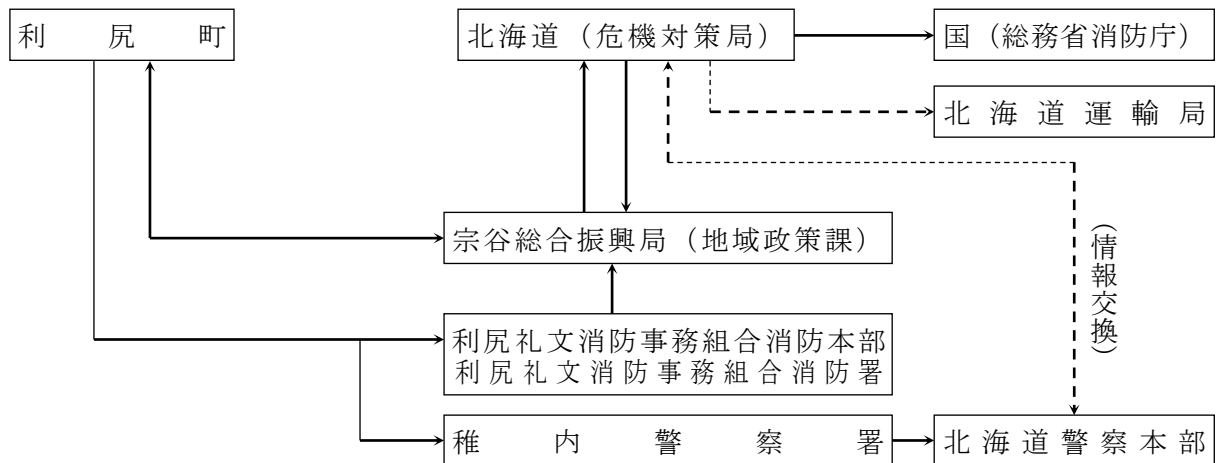 利尻町
北海道（危機対策局）
国（総務省消防庁）
北海道運輸局
宗谷総合振興局（地域政策課）
（情報交換）
利尻礼文消防事務組合消防本部
利尻礼文消防事務組合消防署
稚内警察署
北海道警察本部